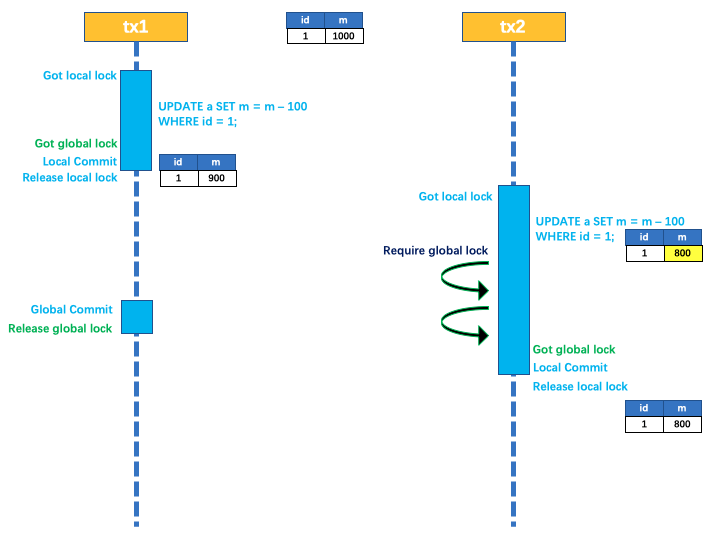 tx1
id m
1 1000
tx2
Got local lock
UPDATE a SET m = m – 100
WHERE id = 1;
Got global lock
Local Commit
Release local lock
id m
1 900
Got local lock
UPDATE a SET m = m – 100
WHERE id = 1;
id m
1 800
Require global lock
Global Commit
Release global lock
Got global lock
Local Commit
Release local lock
id m
1 800